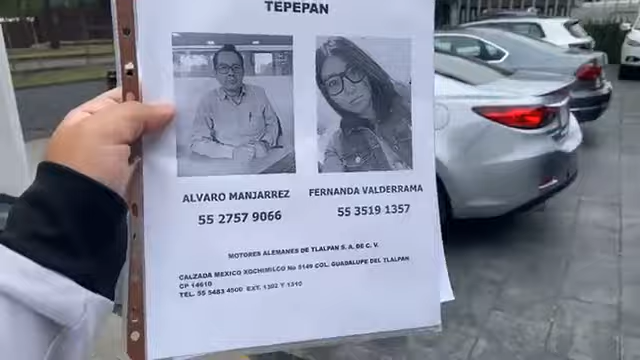 TEPEPAN
ALVARO MANJARREZ
55 2757 9066
FERNANDA VALDERRAMA
55 3519 1357
MOTORES ALEMANES DE TLALPAN S.A. DE C. V.
CALZADA MEXICO XOCHIMILCO No 5149 COL. GUADALUPE DEL TLALPAN
CP 14610
TEL. 55 5483 4500 EXT. 1302 Y 1310